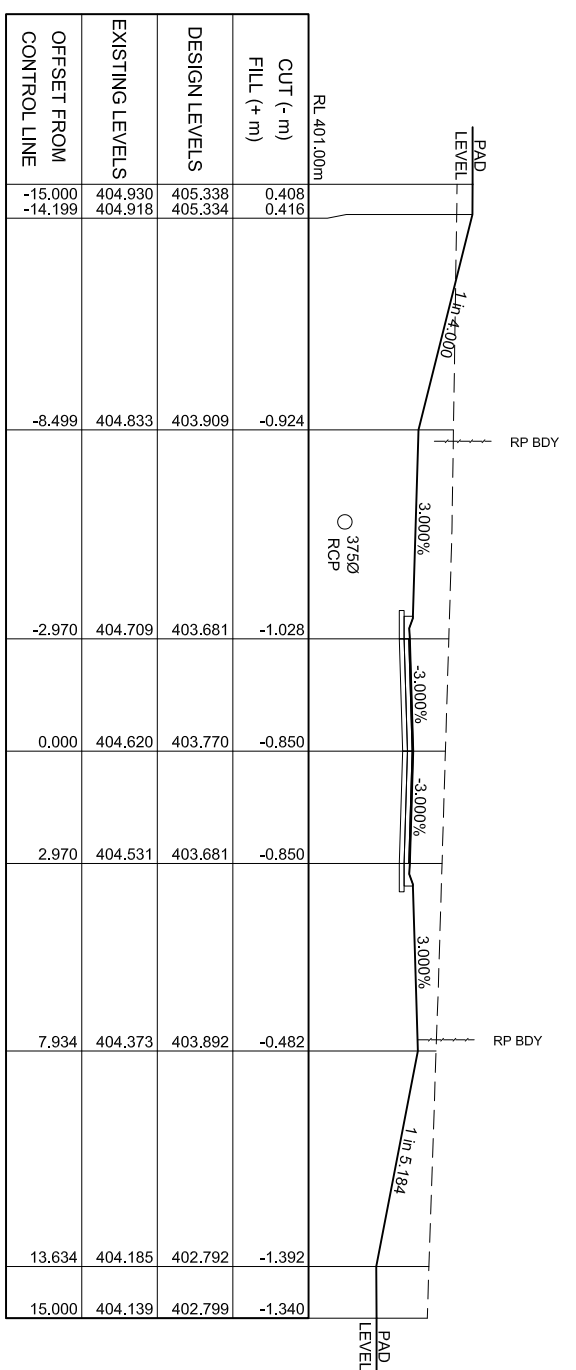 PAD
LEVEL
1 in 4.000
RP BDY
3.000%
-3.000%
-3.000%
3.000%
RP BDY
1 in 5.184
PAD
LEVEL
375Ø
RCP
RL 401.00m
CUT (- m)
FILL (+ m)
0.408
0.416
-0.924
-1.028
-0.850
-0.850
-0.482
-1.392
-1.340
DESIGN LEVELS
405.338
405.334
403.909
403.681
403.770
403.681
403.892
402.792
402.799
EXISTING LEVELS
404.930
404.918
404.833
404.709
404.620
404.531
404.373
404.185
404.139
OFFSET FROM
CONTROL LINE
-15.000
-14.199
-8.499
-2.970
0.000
2.970
7.934
13.634
15.000